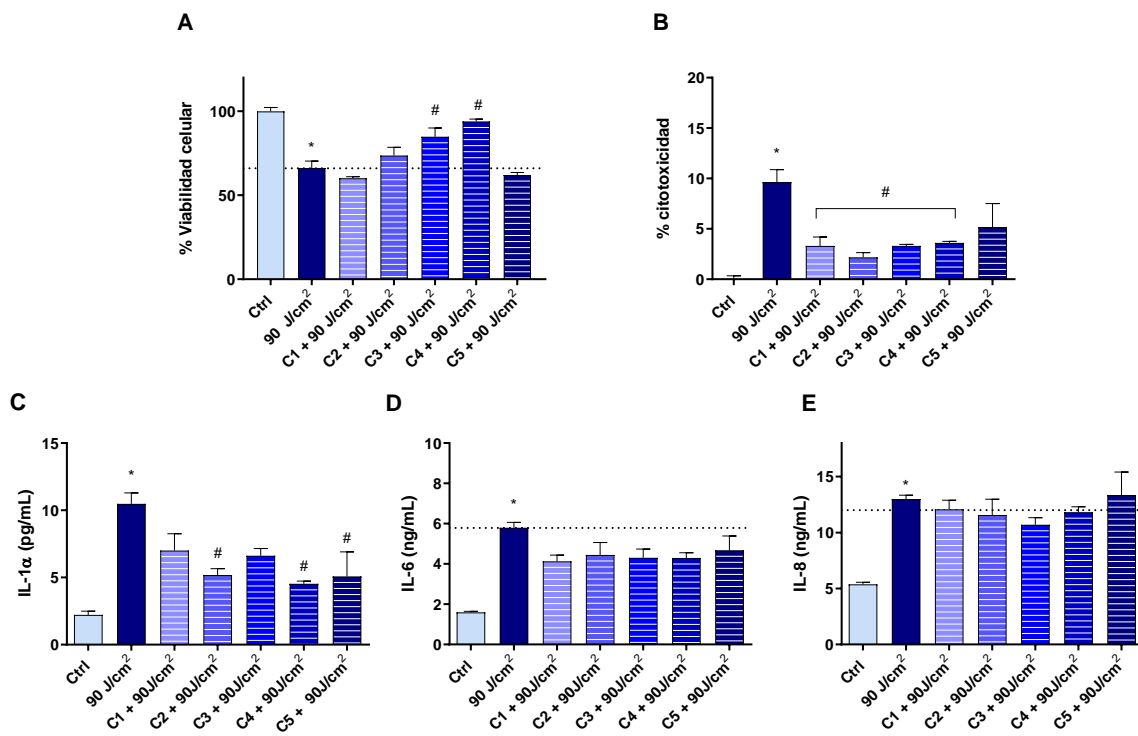 A
% Viabilidad celular
100
50
0
*
#
#
Ctrl
90 J/cm²
C1 + 90 J/cm²
C2 + 90 J/cm²
C3 + 90 J/cm²
C4 + 90 J/cm²
C5 + 90 J/cm²
B
% citotoxicidad
20
15
10
5
0
*
#
Ctrl
90 J/cm²
C1 + 90 J/cm²
C2 + 90 J/cm²
C3 + 90 J/cm²
C4 + 90 J/cm²
C5 + 90 J/cm²
C
IL-1α (pg/mL)
15
10
5
0
*
#
#
#
Ctrl
90 J/cm²
C1 + 90J/cm²
C2 + 90J/cm²
C3 + 90J/cm²
C4 + 90J/cm²
C5 + 90J/cm²
D
IL-6 (ng/mL)
10
8
6
4
2
0
*
Ctrl
90 J/cm²
C1 + 90J/cm²
C2 + 90J/cm²
C3 + 90J/cm²
C4 + 90J/cm²
C5 + 90J/cm²
E
IL-8 (ng/mL)
15
10
5
0
*
Ctrl
90 J/cm²
C1 + 90J/cm²
C2 + 90J/cm²
C3 + 90J/cm²
C4 + 90J/cm²
C5 + 90J/cm²